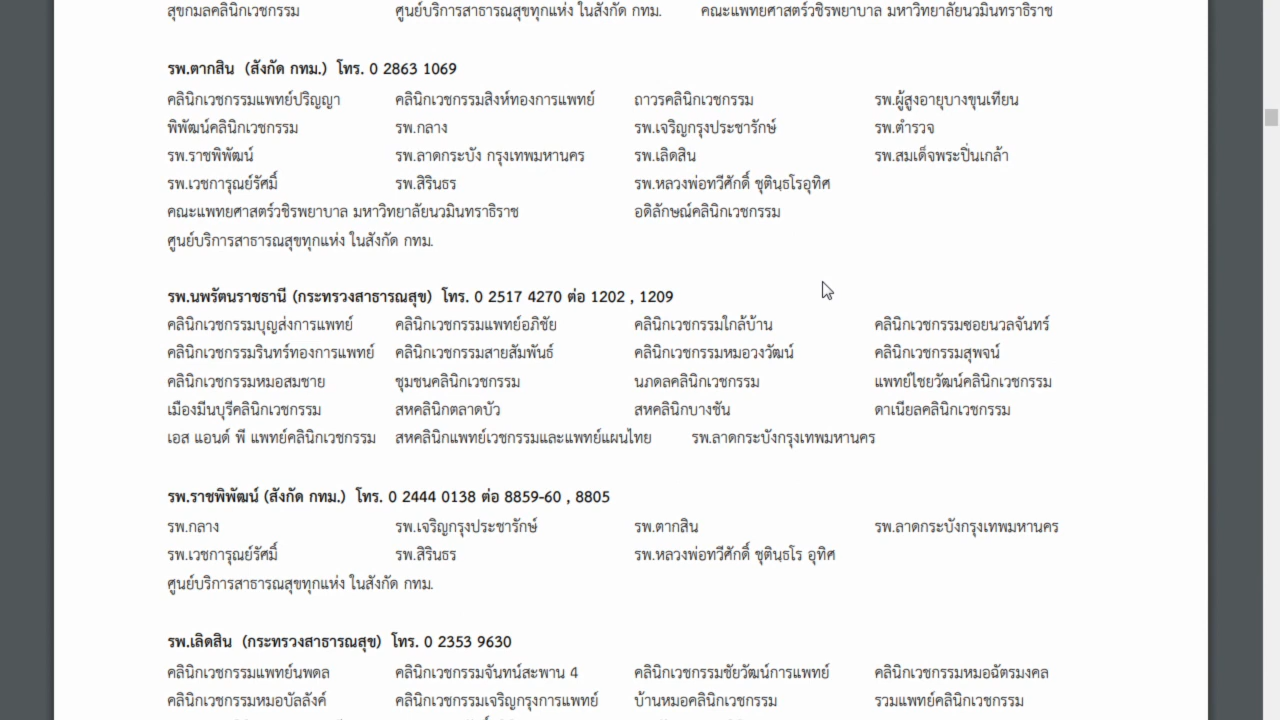 สุขกมลคลินิกเวชกรรม ศูนย์บริการสาธารณสุขทุกแห่ง ในสังกัด กทม. คณะแพทยศาสตร์วชิรพยาบาล มหาวิทยาลัยนวมินทราธิราช
รพ.ตากสิน (สังกัด กทม.) โทร. 0 2863 1069
คลินิกเวชกรรมแพทย์ปริญญา คลินิกเวชกรรมสิงห์ทองการแพทย์ ถาวรคลินิกเวชกรรม รพ.ผู้สูงอายุบางขุนเทียน
พิพัฒน์คลินิกเวชกรรม รพ.กลาง รพ.เจริญกรุงประชารักษ์ รพ.ตำรวจ
รพ.ราชพิพัฒน์ รพ.ลาดกระบัง กรุงเทพมหานคร รพ.เลิดสิน รพ.สมเด็จพระปิ่นเกล้า
รพ.เวชการุณย์รัศมิ์ รพ.สิรินธร รพ.หลวงพ่อทวีศักดิ์ ชุตินฺธโรอุทิศ
คณะแพทยศาสตร์วชิรพยาบาล มหาวิทยาลัยนวมินทราธิราช อดิลักษณ์คลินิกเวชกรรม
ศูนย์บริการสาธารณสุขทุกแห่ง ในสังกัด กทม.
รพ.นพรัตนราชธานี (กระทรวงสาธารณสุข) โทร. 0 2517 4270 ต่อ 1202 , 1209
คลินิกเวชกรรมบุญส่งการแพทย์ คลินิกเวชกรรมแพทย์อภิชัย คลินิกเวชกรรมใกล้บ้าน คลินิกเวชกรรมซอยนวลจันทร์
คลินิกเวชกรรมรินทร์ทองการแพทย์ คลินิกเวชกรรมสายสัมพันธ์ คลินิกเวชกรรมหมอวงวัฒน์ คลินิกเวชกรรมสุพจน์
คลินิกเวชกรรมหมอสมชาย ชุมชนคลินิกเวชกรรม นภดลคลินิกเวชกรรม แพทย์ไชยวัฒน์คลินิกเวชกรรม
เมืองมีนบุรีคลินิกเวชกรรม สหคลินิกตลาดบัว สหคลินิกบางชัน ดาเนียลคลินิกเวชกรรม
เอส แอนด์ พี แพทย์คลินิกเวชกรรม สหคลินิกแพทย์เวชกรรมและแพทย์แผนไทย รพ.ลาดกระบังกรุงเทพมหานคร
รพ.ราชพิพัฒน์ (สังกัด กทม.) โทร. 0 2444 0138 ต่อ 8859-60 , 8805
รพ.กลาง รพ.เจริญกรุงประชารักษ์ รพ.ตากสิน รพ.ลาดกระบังกรุงเทพมหานคร
รพ.เวชการุณย์รัศมิ์ รพ.สิรินธร รพ.หลวงพ่อทวีศักดิ์ ชุตินฺธโร อุทิศ
ศูนย์บริการสาธารณสุขทุกแห่ง ในสังกัด กทม.
รพ.เลิดสิน (กระทรวงสาธารณสุข) โทร. 0 2353 9630
คลินิกเวชกรรมแพทย์นพดล คลินิกเวชกรรมจันทน์สะพาน 4 คลินิกเวชกรรมชัยวัฒน์การแพทย์ คลินิกเวชกรรมหมอฉัตรมงคล
คลินิกเวชกรรมหมอบัลลังค์ คลินิกเวชกรรมเจริญกรุงการแพทย์ บ้านหมอคลินิกเวชกรรม รวมแพทย์คลินิกเวชกรรม